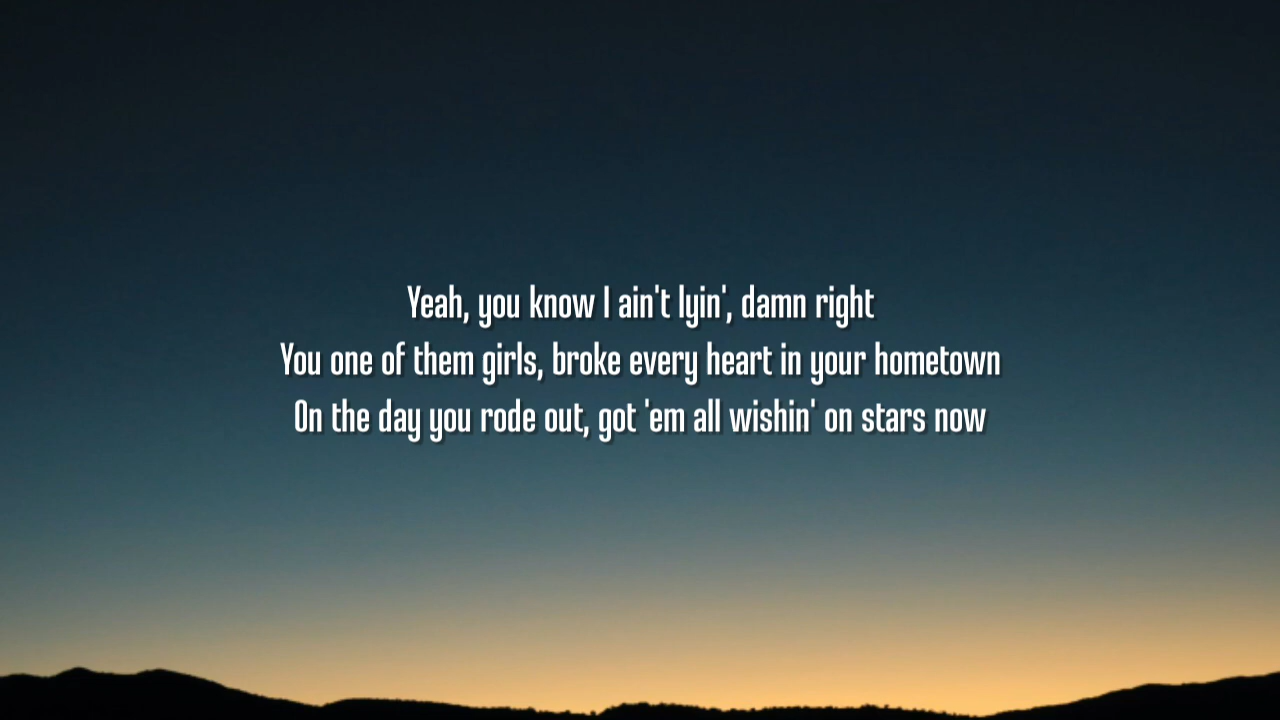 Yeah, you know I ain't lyin', damn right
You one of them girls, broke every heart in your hometown
On the day you rode out, got 'em all wishin' on stars now